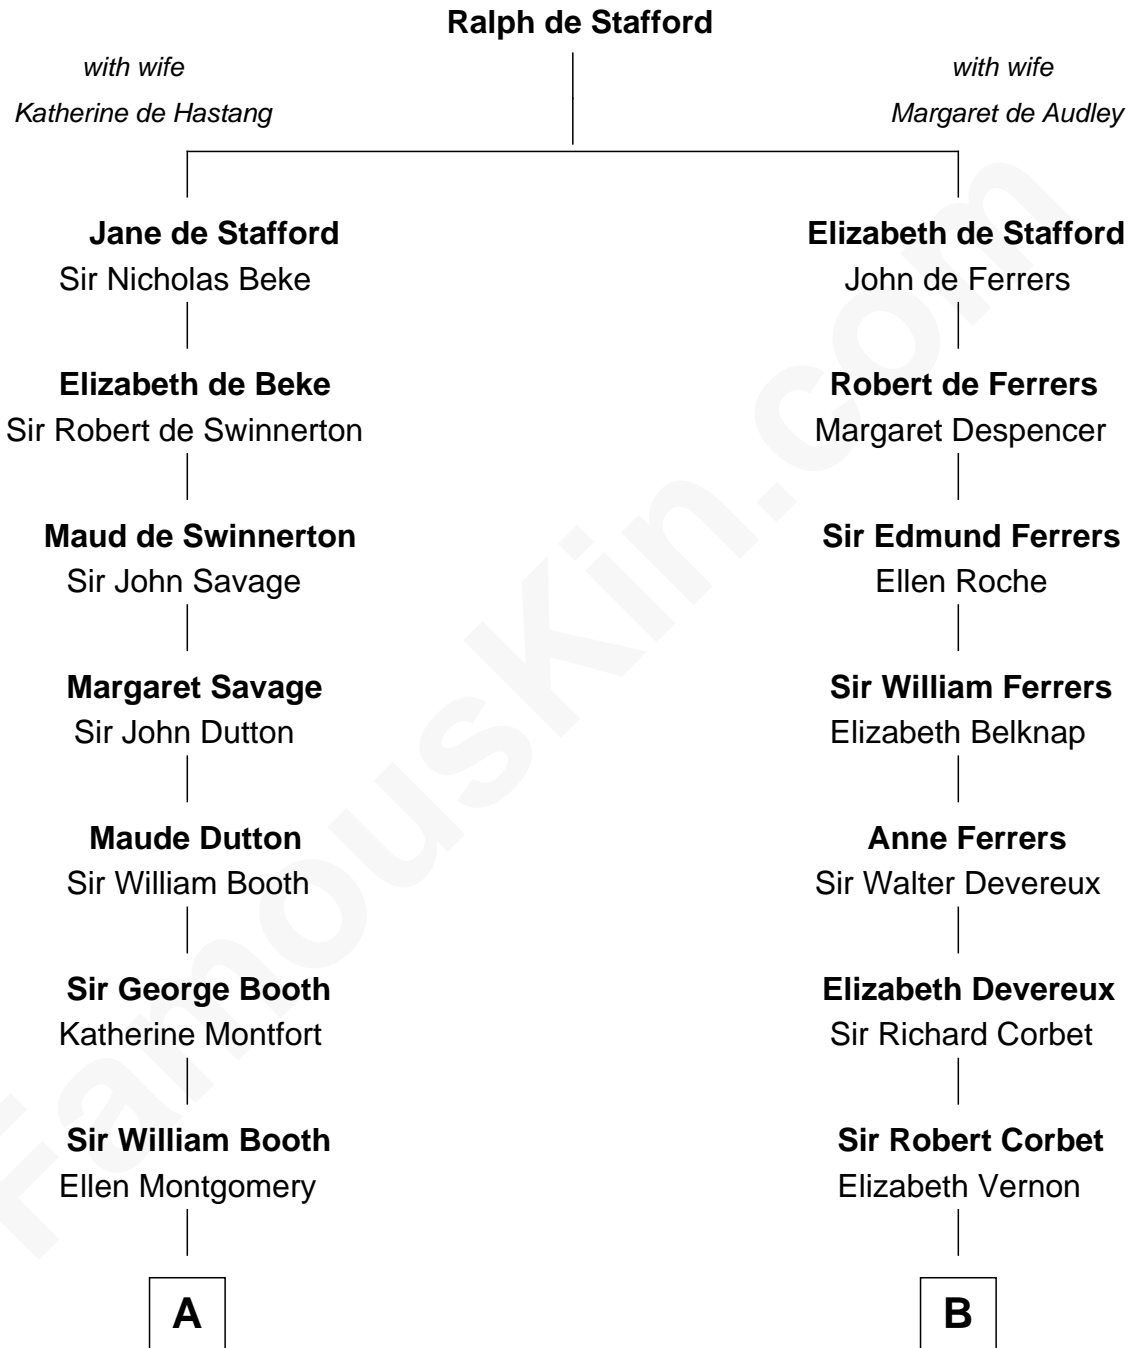 Ralph de Stafford
with wife
Katherine de Hastang
with wife
Margaret de Audley
Jane de Stafford
Sir Nicholas Beke
Elizabeth de Stafford
John de Ferrers
Elizabeth de Beke
Sir Robert de Swinnerton
Robert de Ferrers
Margaret Despencer
Maud de Swinnerton
Sir John Savage
Sir Edmund Ferrers
Ellen Roche
Margaret Savage
Sir John Dutton
Sir William Ferrers
Elizabeth Belknap
Maude Dutton
Sir William Booth
Anne Ferrers
Sir Walter Devereux
Sir George Booth
Katherine Montfort
Elizabeth Devereux
Sir Richard Corbet
Sir William Booth
Ellen Montgomery
Sir Robert Corbet
Elizabeth Vernon
A
B
FamousKin.com